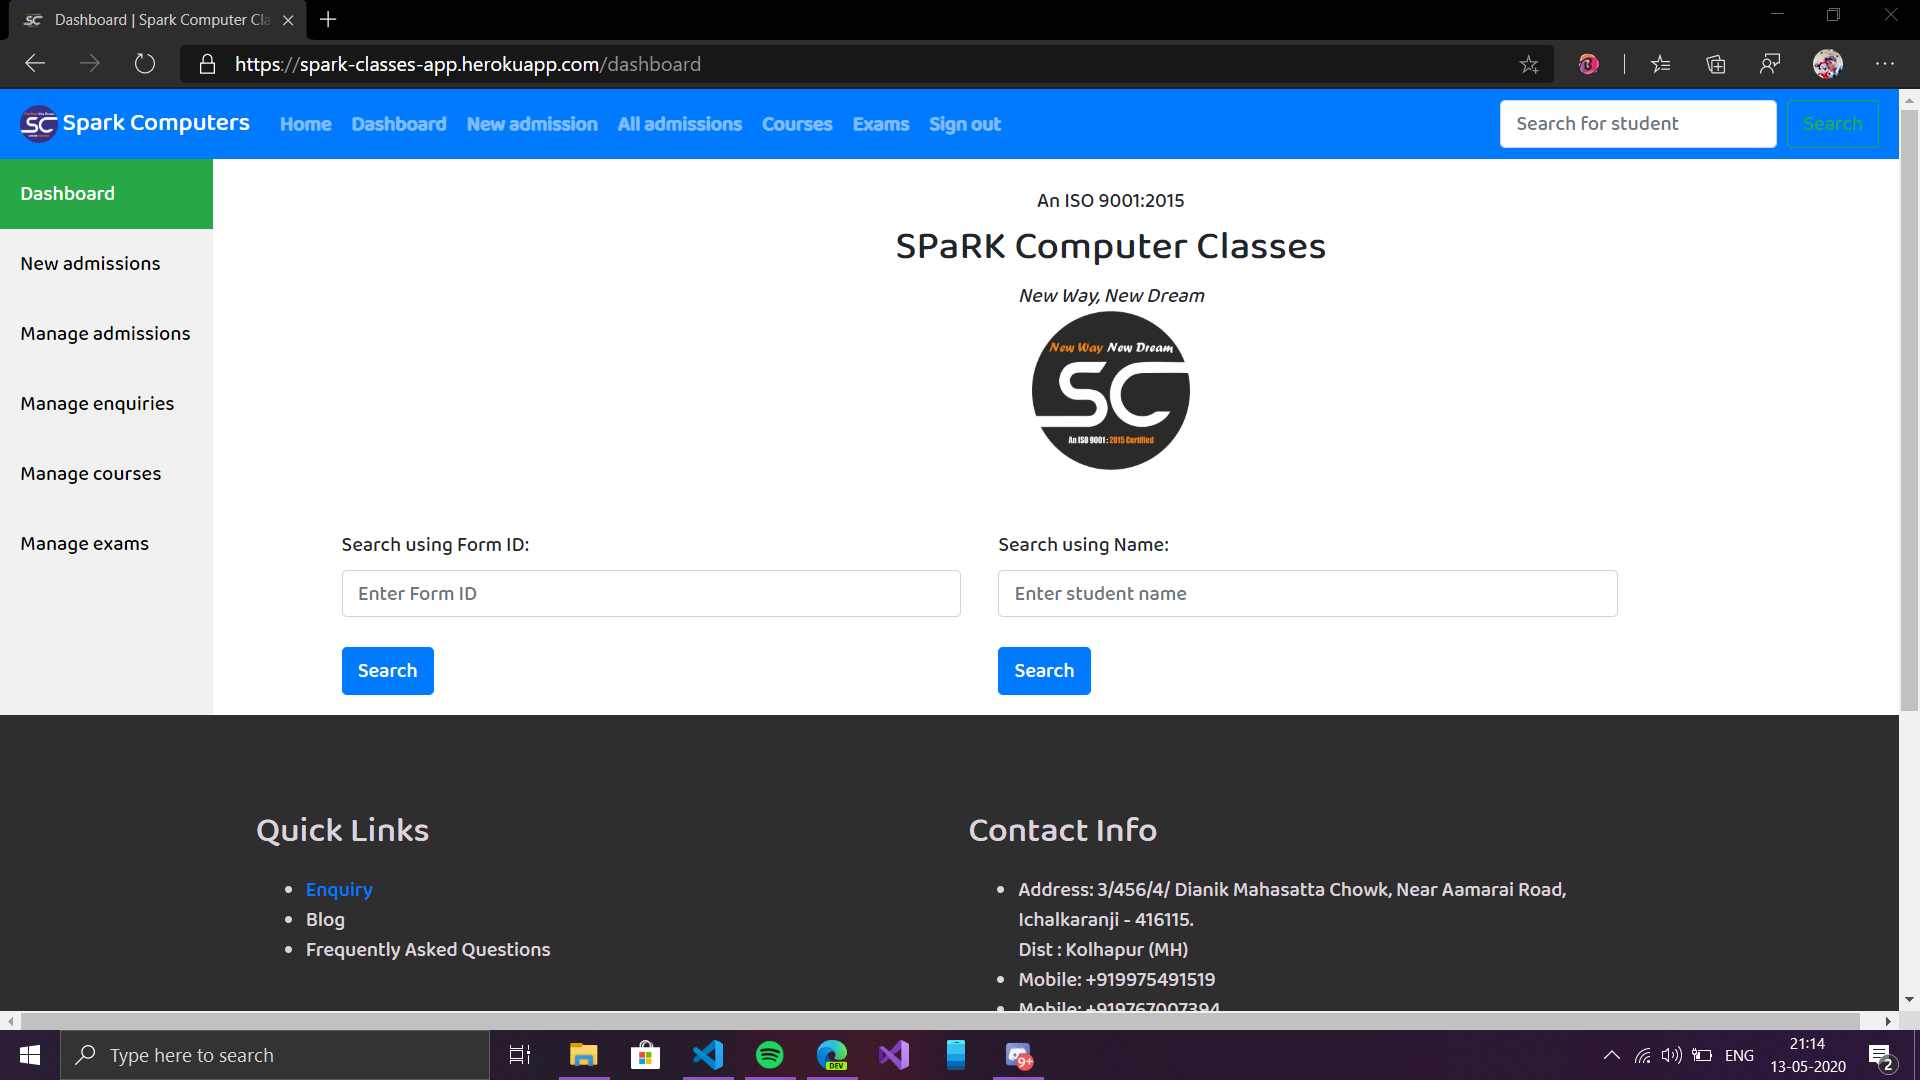 Dashboard | Spark Computer Cla
https://spark-classes-app.herokuapp.com/dashboard
SC Spark Computers Home Dashboard New admission All admissions Courses Exams Sign out Search for student Search
Dashboard
New admissions
Manage admissions
Manage enquiries
Manage courses
Manage exams
An ISO 9001:2015
SPaRK Computer Classes
New Way, New Dream
New Way New Dream
SC
An ISO 9001 : 2015 Certified
Search using Form ID:
Enter Form ID
Search
Search using Name:
Enter student name
Search
Quick Links
Enquiry
Blog
Frequently Asked Questions
Contact Info
Address: 3/456/4/ Dianik Mahasatta Chowk, Near Aamarai Road,
Ichalkaranji - 416115.
Dist : Kolhapur (MH)
Mobile: +919975491519
Mobile: +919767007394
Type here to search
DEV
9+
ENG
21:14
13-05-2020
2